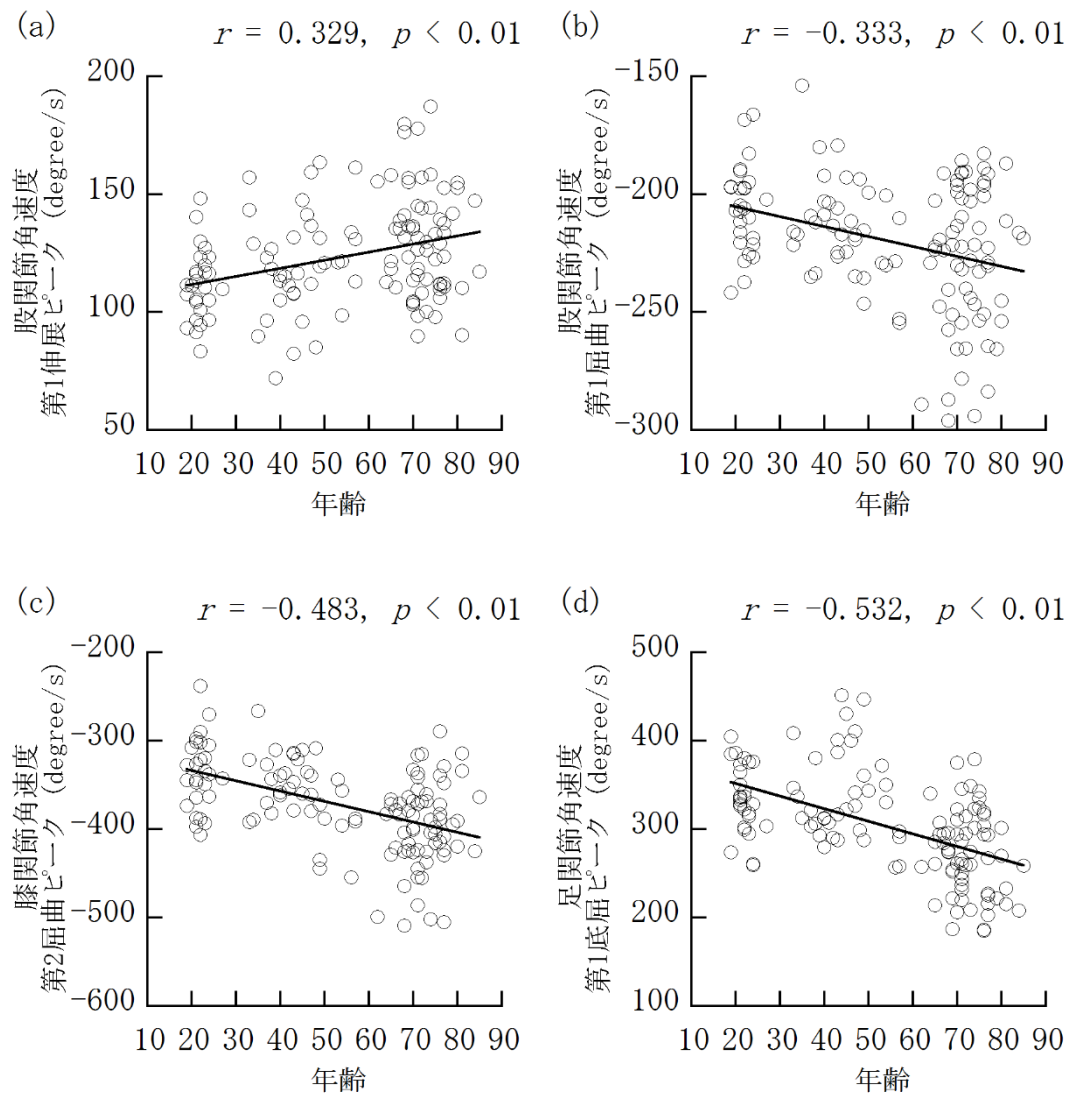 (a)
r = 0.329, p < 0.01
200
150
100
50
股関節角速度
第1伸展ピーク (degree/s)
10 20 30 40 50 60 70 80 90
年齢
(b)
r = -0.333, p < 0.01
-150
-200
-250
-300
股関節角速度
第1屈曲ピーク (degree/s)
10 20 30 40 50 60 70 80 90
年齢
(c)
r = -0.483, p < 0.01
-200
-300
-400
-500
-600
膝関節角速度
第2屈曲ピーク (degree/s)
10 20 30 40 50 60 70 80 90
年齢
(d)
r = -0.532, p < 0.01
500
400
300
200
100
足関節角速度
第1底屈ピーク (degree/s)
10 20 30 40 50 60 70 80 90
年齢